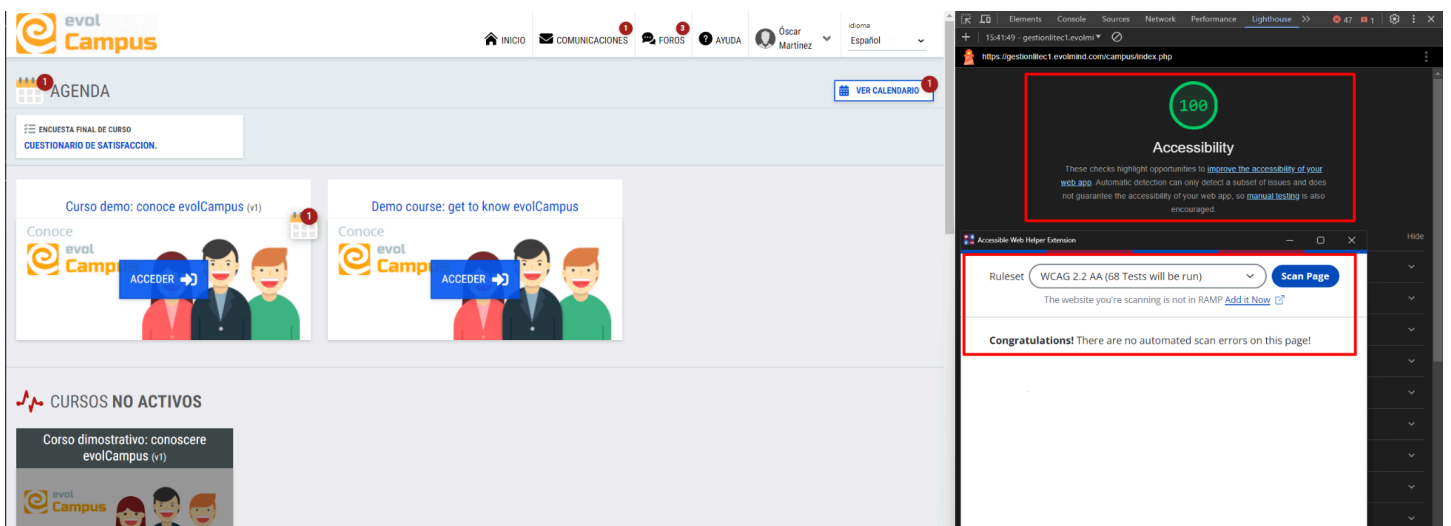 evol
Campus
INICIO
1
COMUNICACIONES
3
FOROS
AYUDA
Óscar
Martínez
Idioma
Español
1
AGENDA
VER CALENDARIO
1
ENCUESTA FINAL DE CURSO
CUESTIONARIO DE SATISFACCION.
Curso demo: conoce evolCampus (v1)
1
Conoce
evol
Campu
ACCEDER
Demo course: get to know evolCampus
Conoce
evol
Camp
ACCEDER
CURSOS NO ACTIVOS
Corso dimostrativo: conoscere
evolCampus (v1)
evol
Campus
Elements Console Sources Network Performance Lighthouse >> 47 1
+ 15:41:49 - gestionlitec1.evolmi
https://gestionlitec1.evolmind.com/campus/index.php
100
Accessibility
These checks highlight opportunities to improve the accessibility of your
web app. Automatic detection can only detect a subset of issues and does
not guarantee the accessibility of your web app, so manual testing is also
encouraged.
Hide
Accessible Web Helper Extension
Ruleset WCAG 2.2 AA (68 Tests will be run) Scan Page
The website you're scanning is not in RAMP Add it Now
Congratulations! There are no automated scan errors on this page!